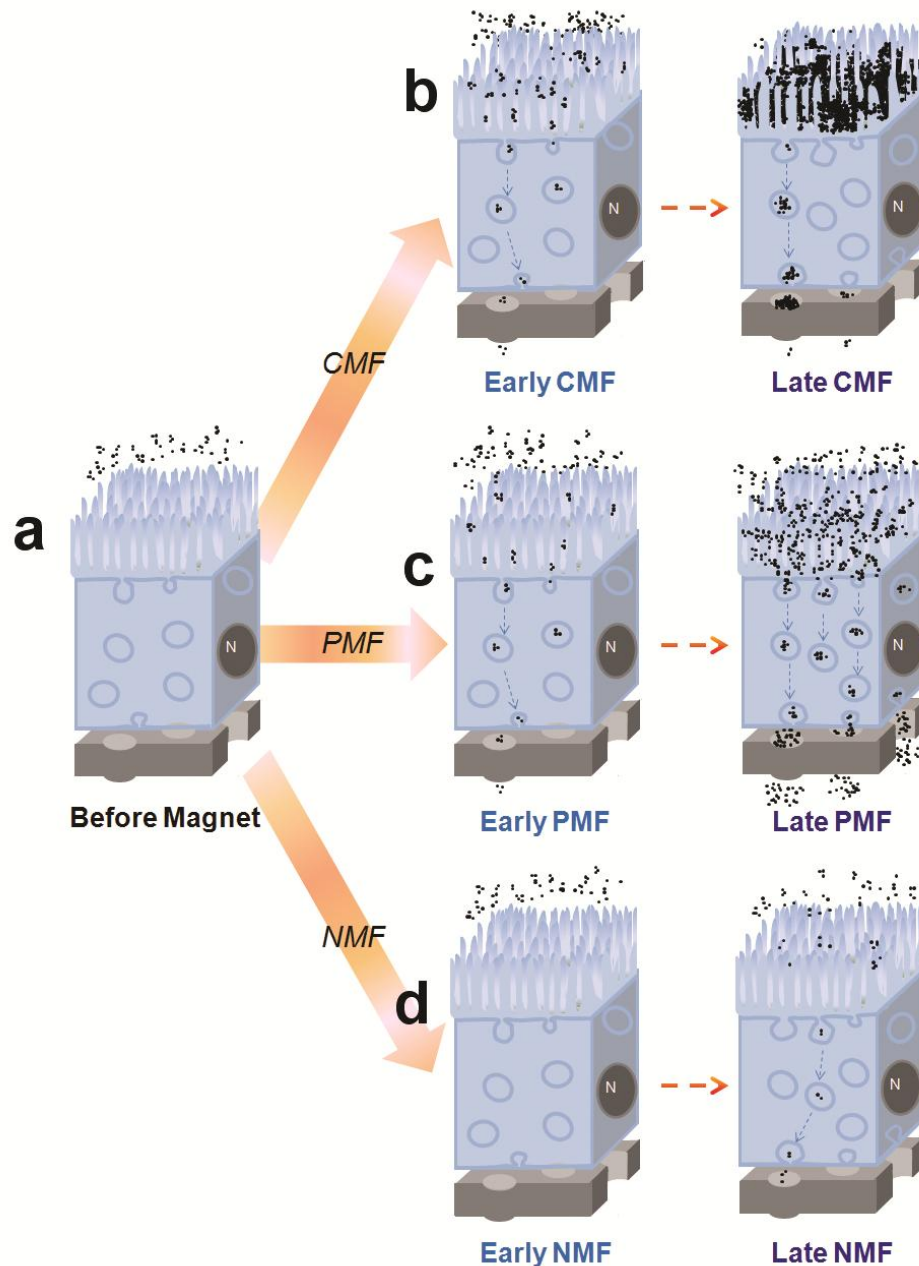 b
N
N
Early CMF
Late CMF
CMF
a
N
Before Magnet
PMF
c
N
N
Early PMF
Late PMF
NMF
d
N
N
Early NMF
Late NMF